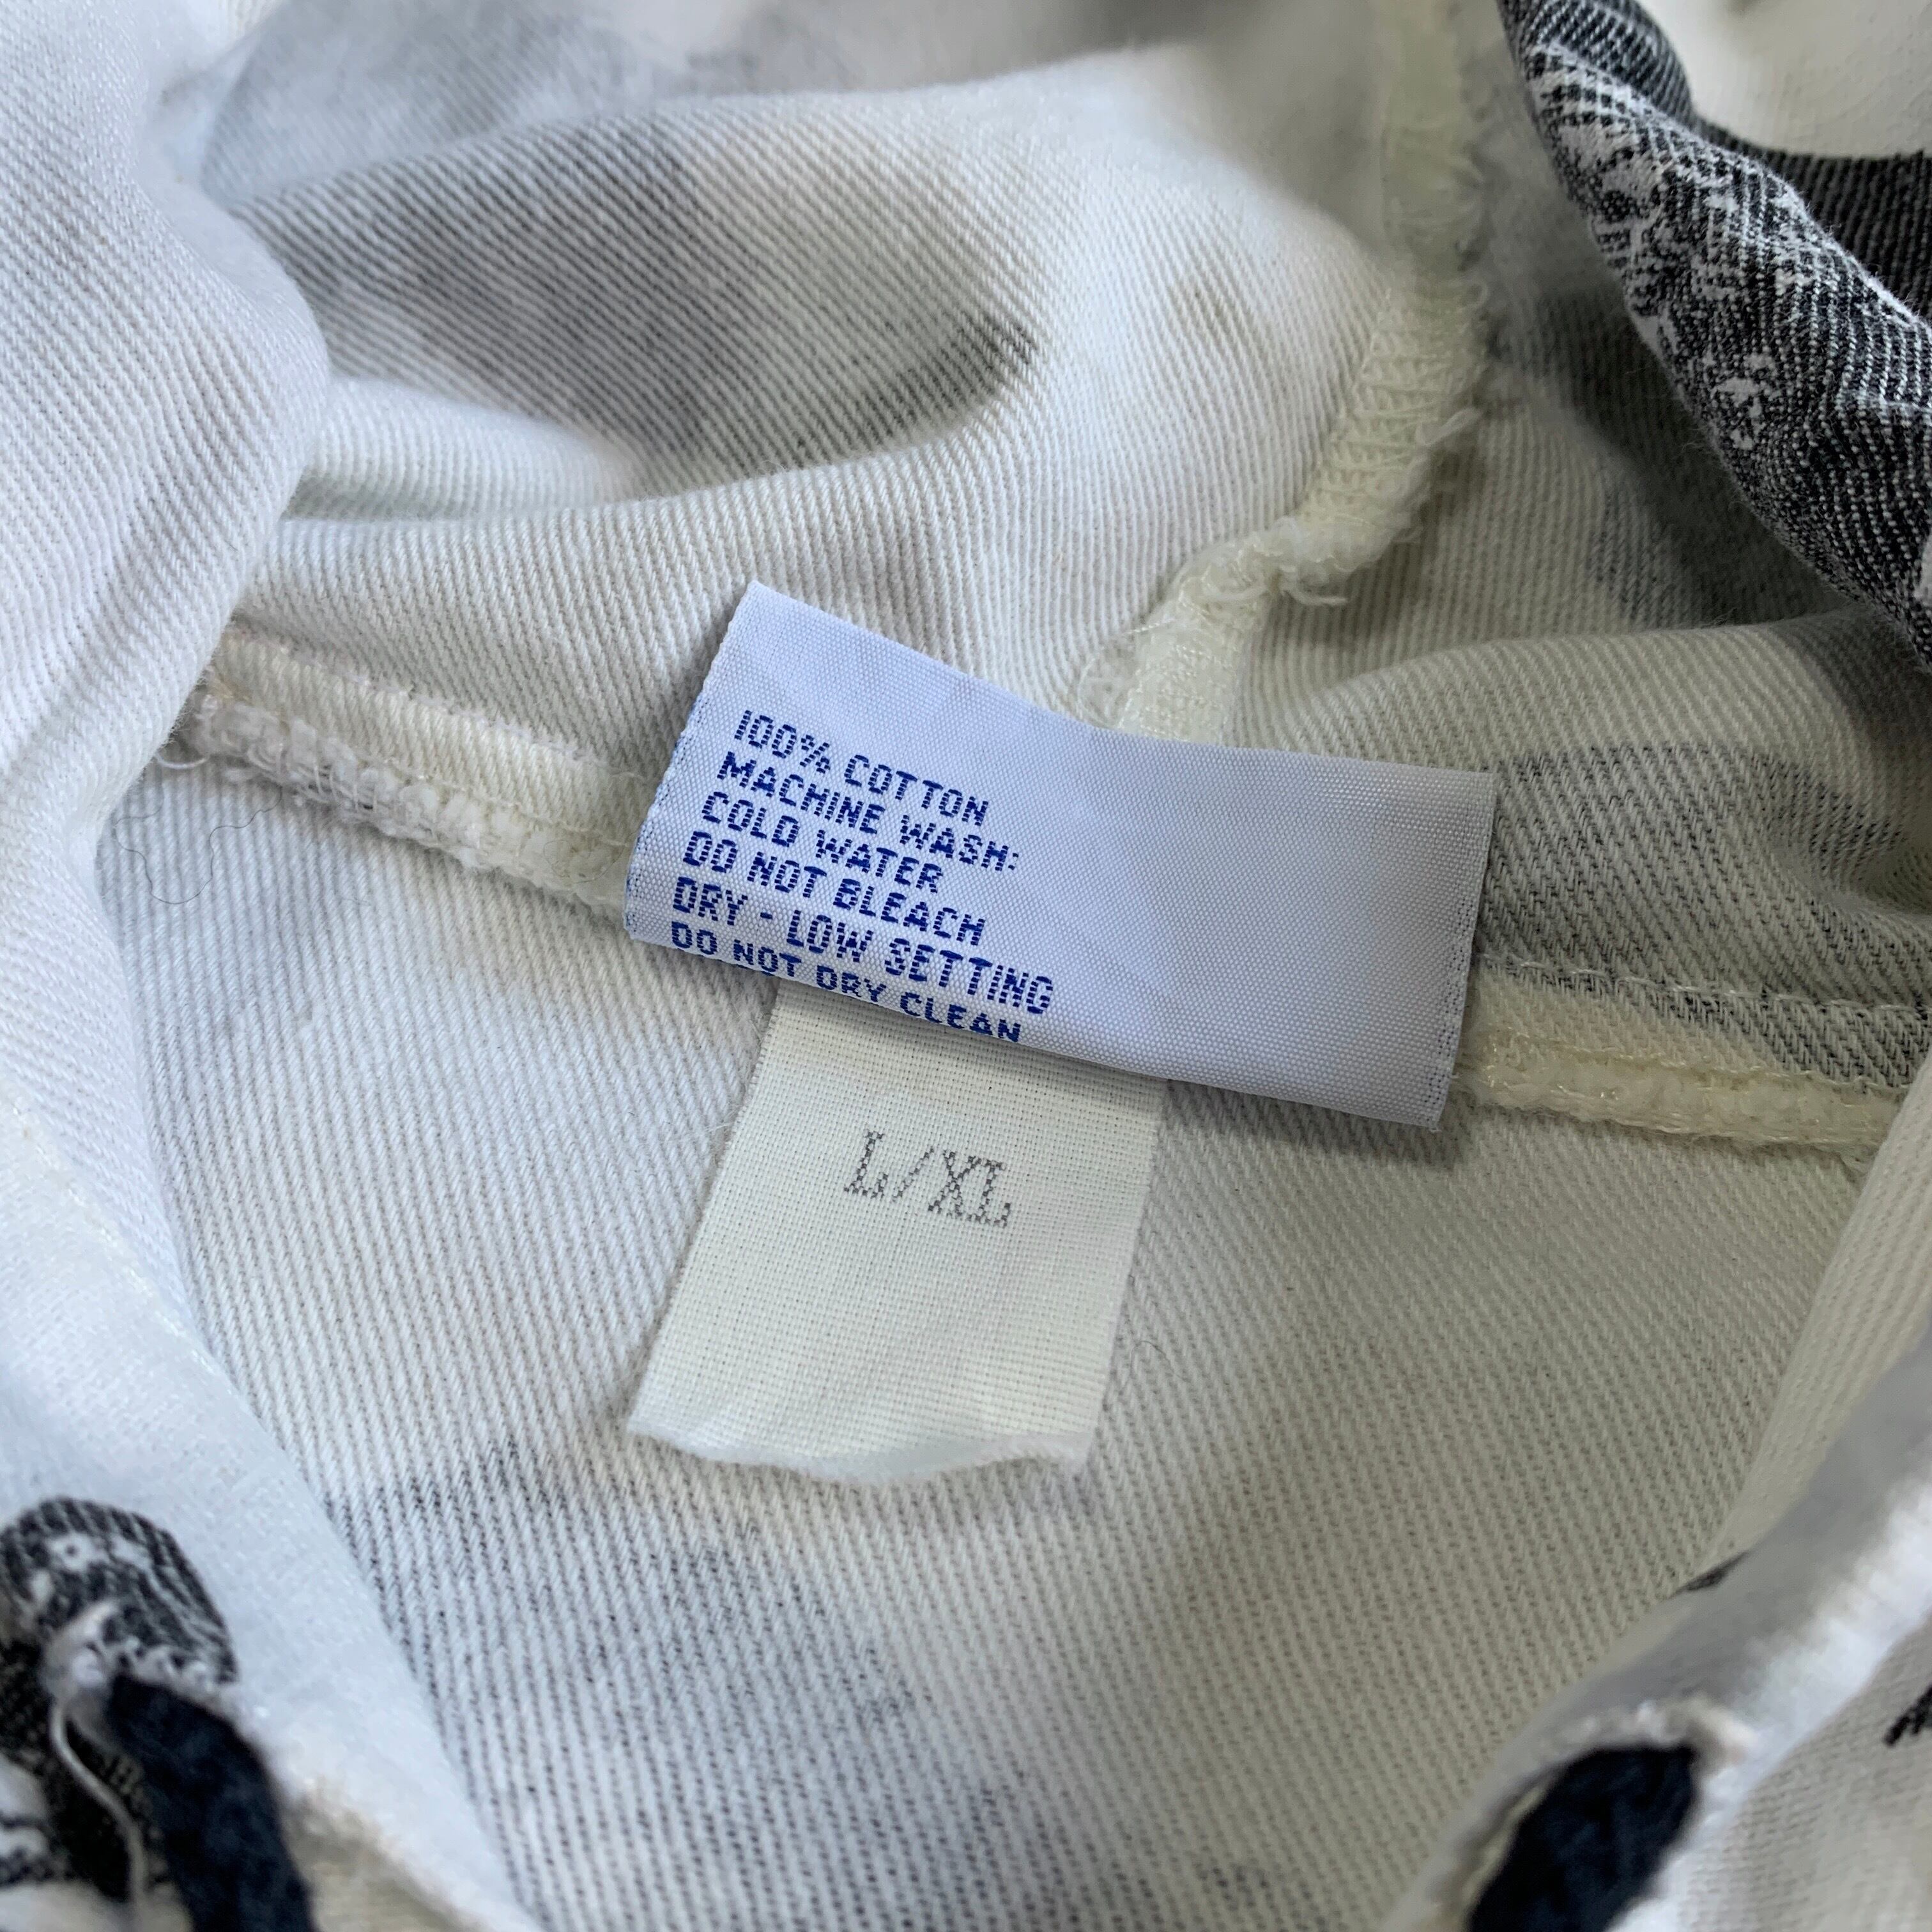 100% COTTON
MACHINE WASH:
COLD WATER
DO NOT BLEACH
DRY - LOW SETTING
DO NOT DRY CLEAN
L/XL